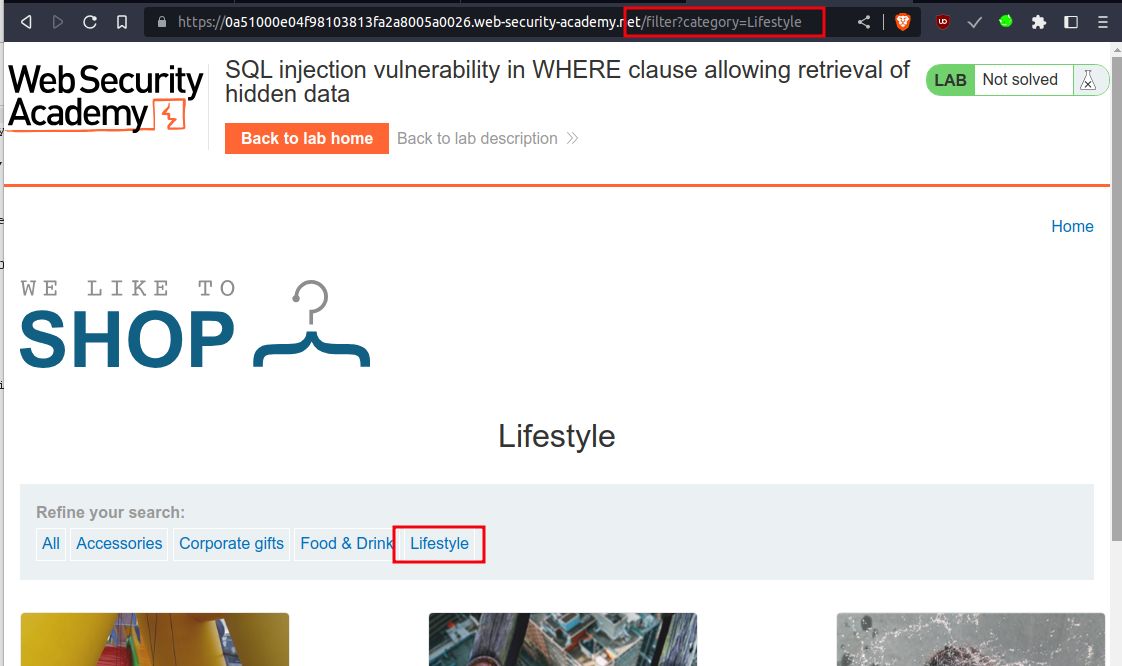 https://0a51000e04f98103813fa2a8005a0026.web-security-academy.net/filter?category=Lifestyle
UD
WebSecurity
Academy
SQL injection vulnerability in WHERE clause allowing retrieval of
hidden data
LAB Not solved
Back to lab home Back to lab description
Home
WE LIKE TO
SHOP
Lifestyle
Refine your search:
All Accessories Corporate gifts Food & Drink Lifestyle